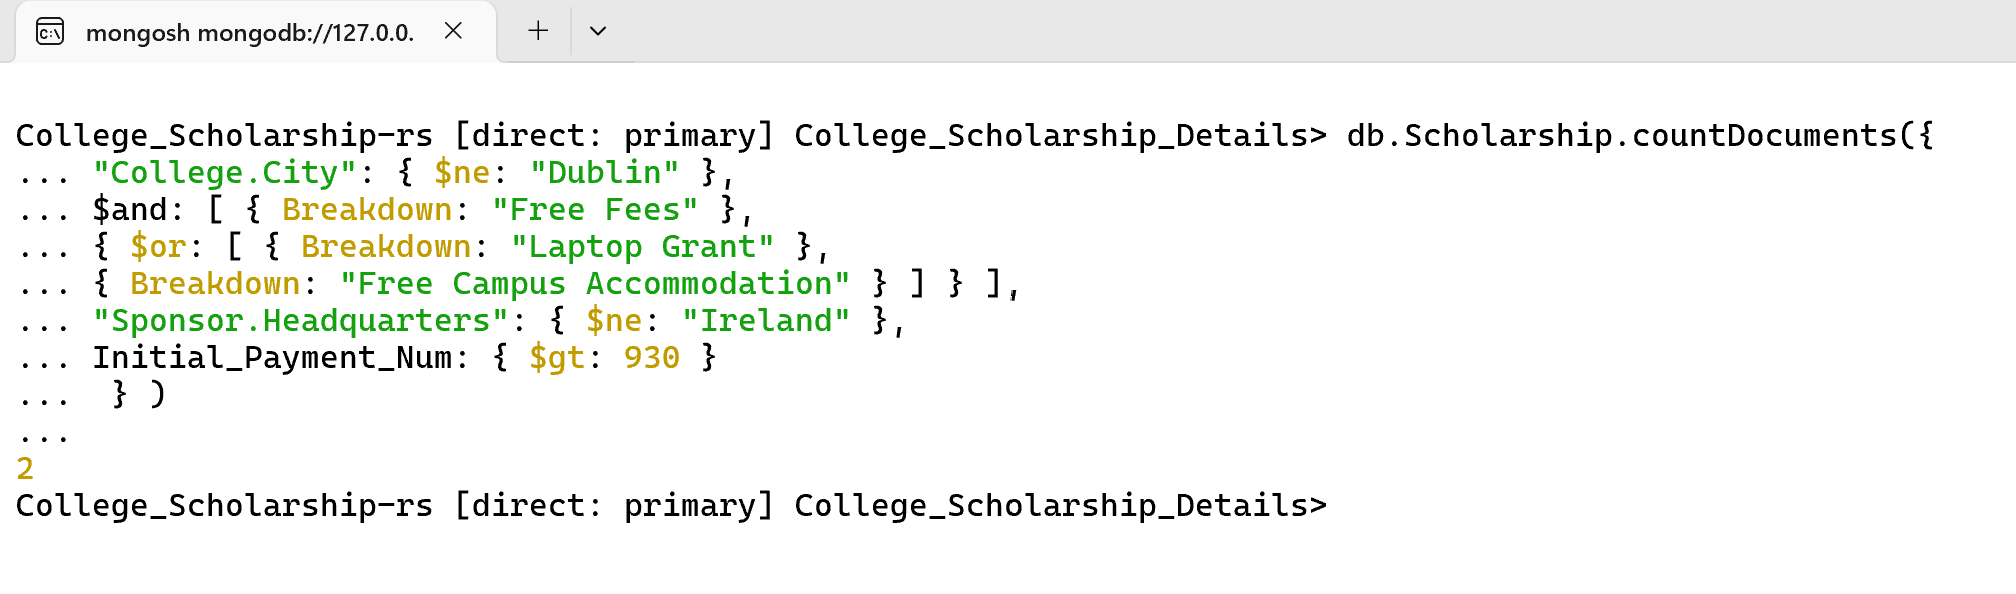 mongosh mongodb://127.0.0.
College_Scholarship-rs [direct: primary] College_Scholarship_Details> db.Scholarship.countDocuments({
... "College.City": { $ne: "Dublin" },
... $and: [ { Breakdown: "Free Fees" },
... { $or: [ { Breakdown: "Laptop Grant" },
... { Breakdown: "Free Campus Accommodation" } ] } ],
... "Sponsor.Headquarters": { $ne: "Ireland" },
... Initial_Payment_Num: { $gt: 930 }
...  } )
...
2
College_Scholarship-rs [direct: primary] College_Scholarship_Details>